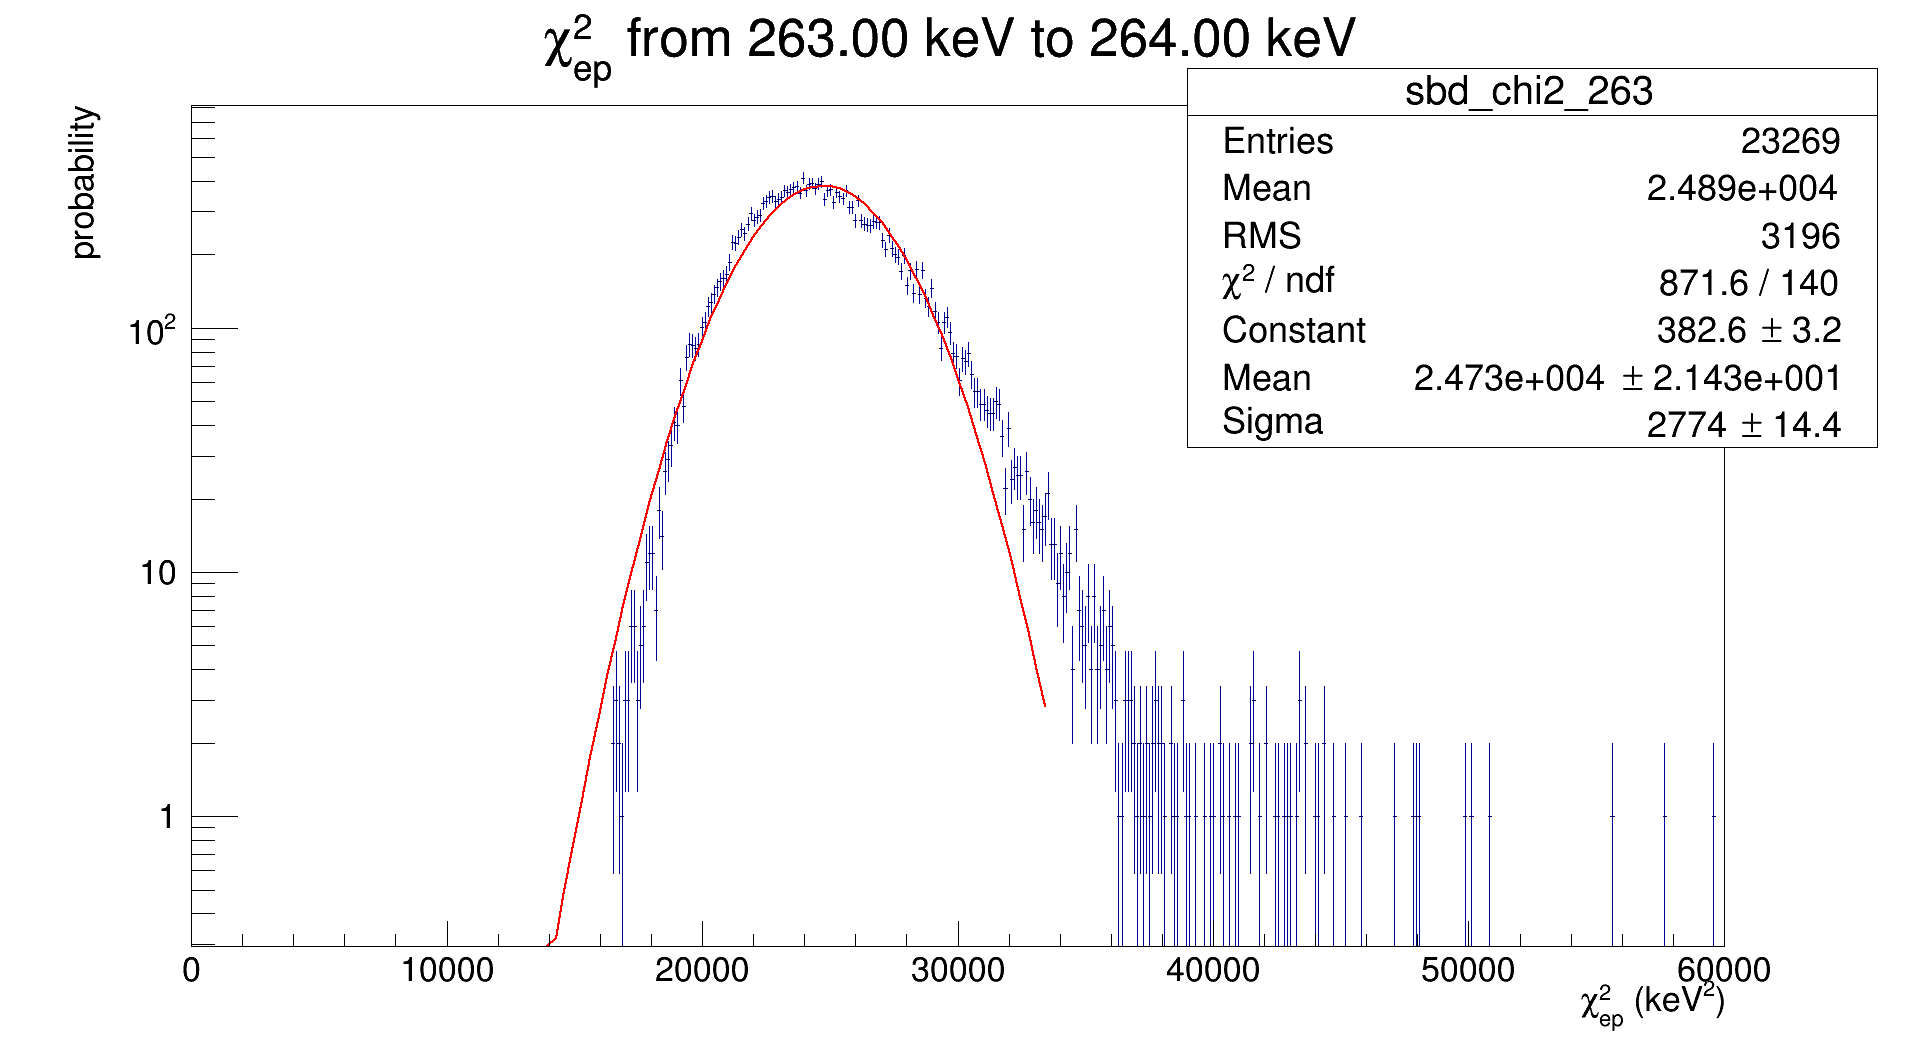 χ²ep from 263.00 keV to 264.00 keV
sbd_chi2_263
Entries 23269
Mean 2.489e+004
RMS 3196
χ² / ndf 871.6 / 140
Constant 382.6 ± 3.2
Mean 2.473e+004 ± 2.143e+001
Sigma 2774 ± 14.4
probability
10²
10
1
0 10000 20000 30000 40000 50000 60000
χ²ep (keV²)